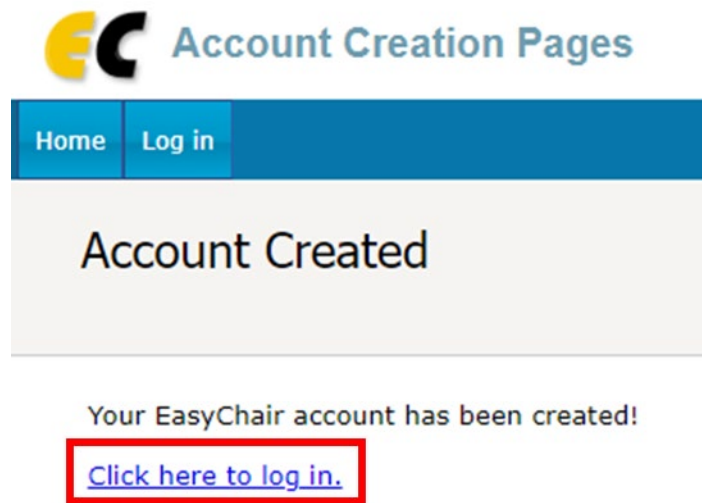 EC Account Creation Pages
Home Log in
Account Created
Your EasyChair account has been created!
Click here to log in.